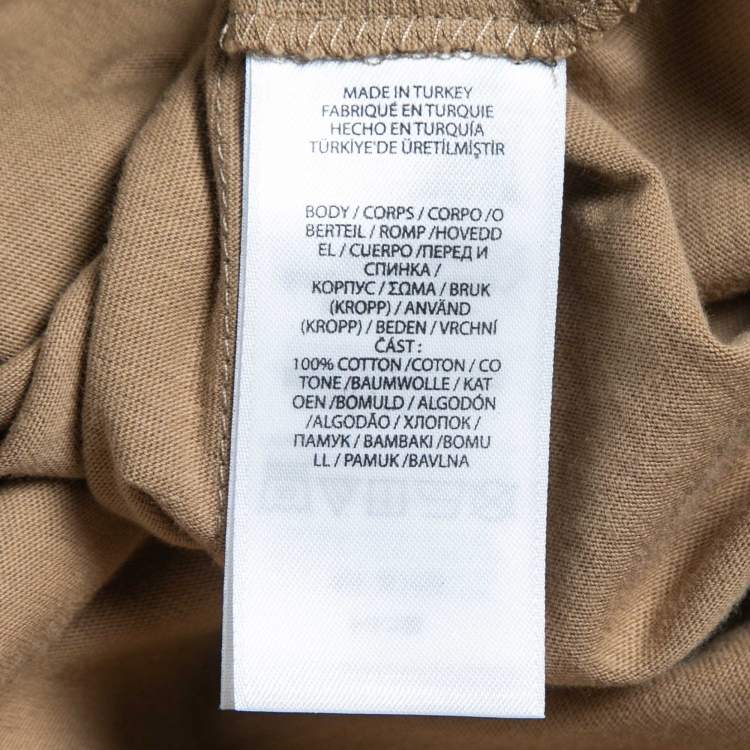 MADE IN TURKEY
FABRIQUÉ EN TURQUIE
HECHO EN TURQUÍA
TÜRKİYE'DE ÜRETİLMİŞTİR
BODY / CORPS / CORPO /O
BERTEIL / ROMP /HOVEDD
EL / CUERPO /ПЕРЕД И
СПИНКА /
КОРПУС / ΣΩΜΑ / BRUK
(KROPP) / ANVÄND
(KROPP) / BEDEN / VRCHNÍ
ČÁST :
100% COTTON /COTON / CO
TONE /BAUMWOLLE / KAT
OEN /BOMULD / ALGODÓN
/ALGODÃO / ХЛОПОК /
ПАМУК / ΒΑΜΒΑΚΙ /BOMU
LL / PAMUK /BAVLNA